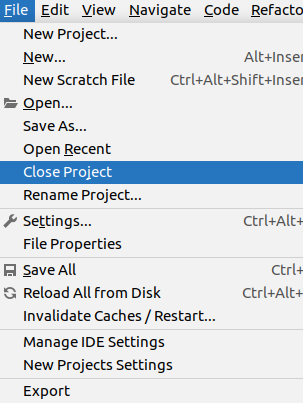 File Edit View Navigate Code Refacto
New Project...
New... Alt+Inser
New Scratch File Ctrl+Alt+Shift+Inser
Open...
Save As...
Open Recent
Close Project
Rename Project...
Settings... Ctrl+Alt+
File Properties
Save All Ctrl+
Reload All from Disk Ctrl+Alt+
Invalidate Caches / Restart...
Manage IDE Settings
New Projects Settings
Export